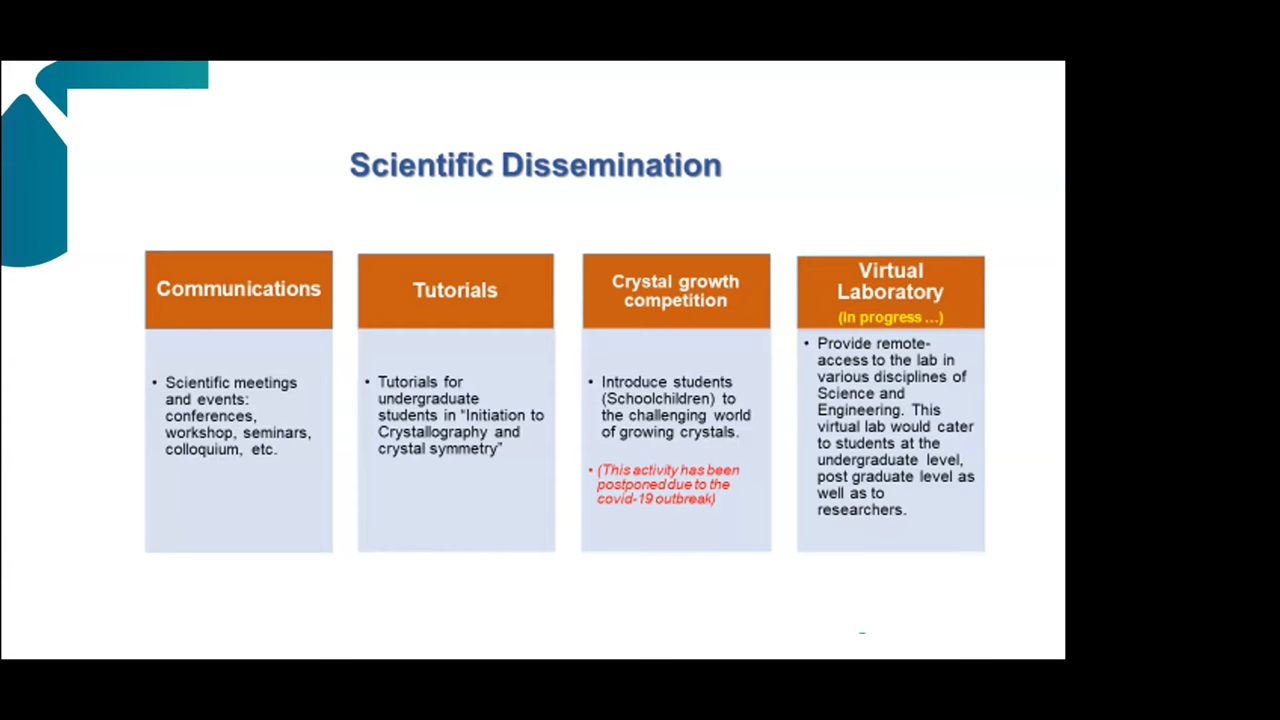 Scientific Dissemination
Communications
• Scientific meetings
and events:
conferences,
workshop, seminars,
colloquium, etc.
Tutorials
• Tutorials for
undergraduate
students in “Initiation to
Crystallography and
crystal symmetry”
Crystal growth
competition
• Introduce students
(Schoolchildren) to
the challenging world
of growing crystals.
• (This activity has been
postponed due to the
covid-19 outbreak)
Virtual
Laboratory
(In progress ...)
• Provide remote-
access to the lab in
various disciplines of
Science and
Engineering. This
virtual lab would cater
to students at the
undergraduate level,
post graduate level as
well as to
researchers.